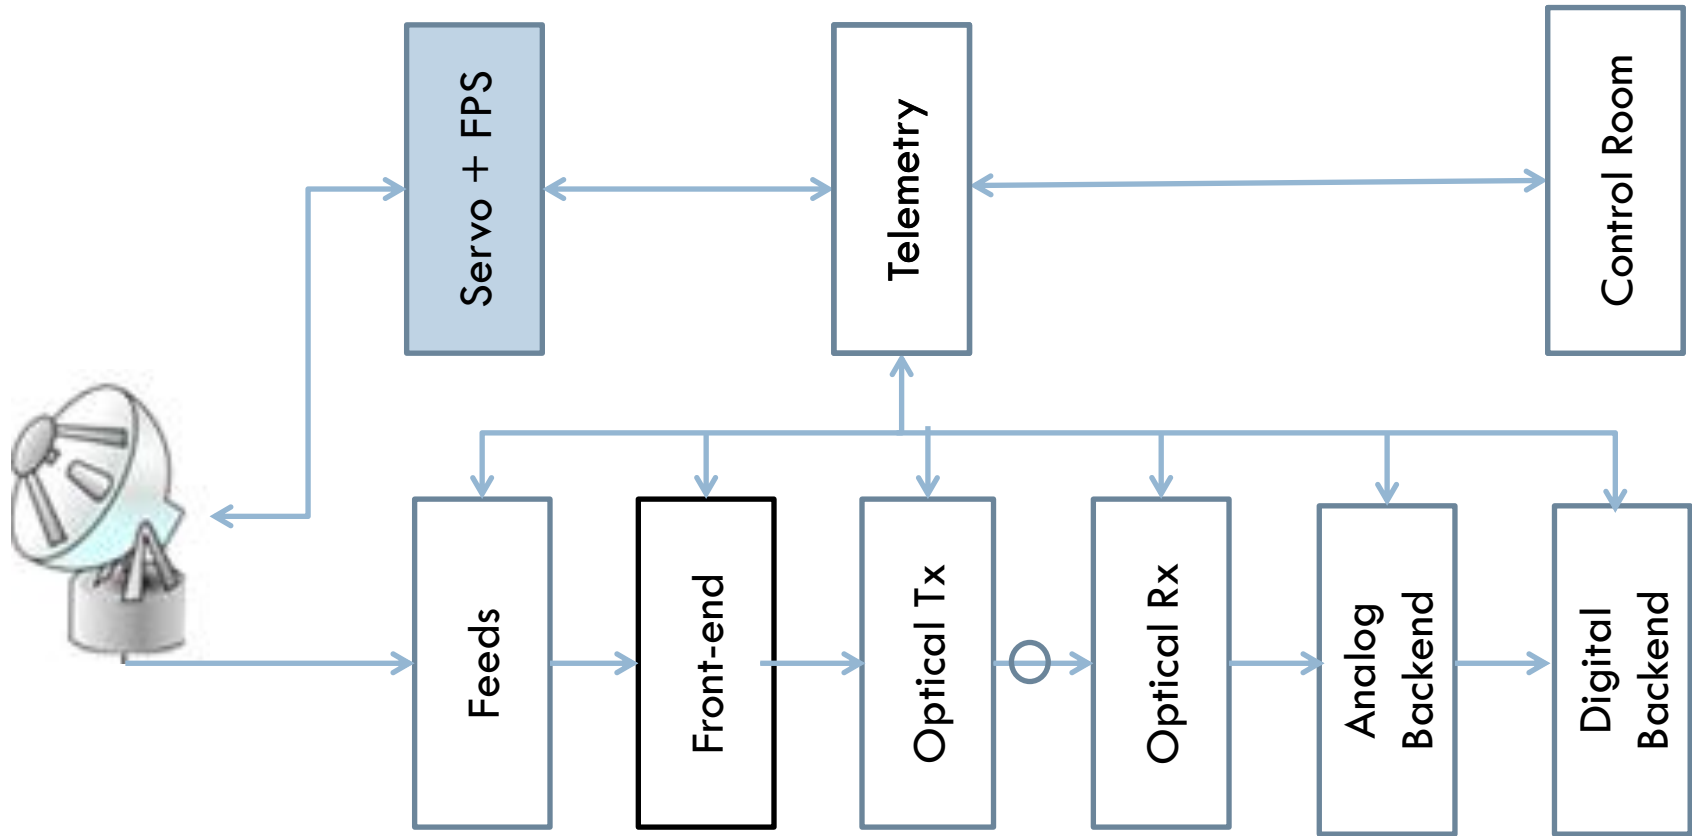 Servo + FPS
Telemetry
Control Room
Feeds
Front-end
Optical Tx
Optical Rx
Analog
Backend
Digital
Backend